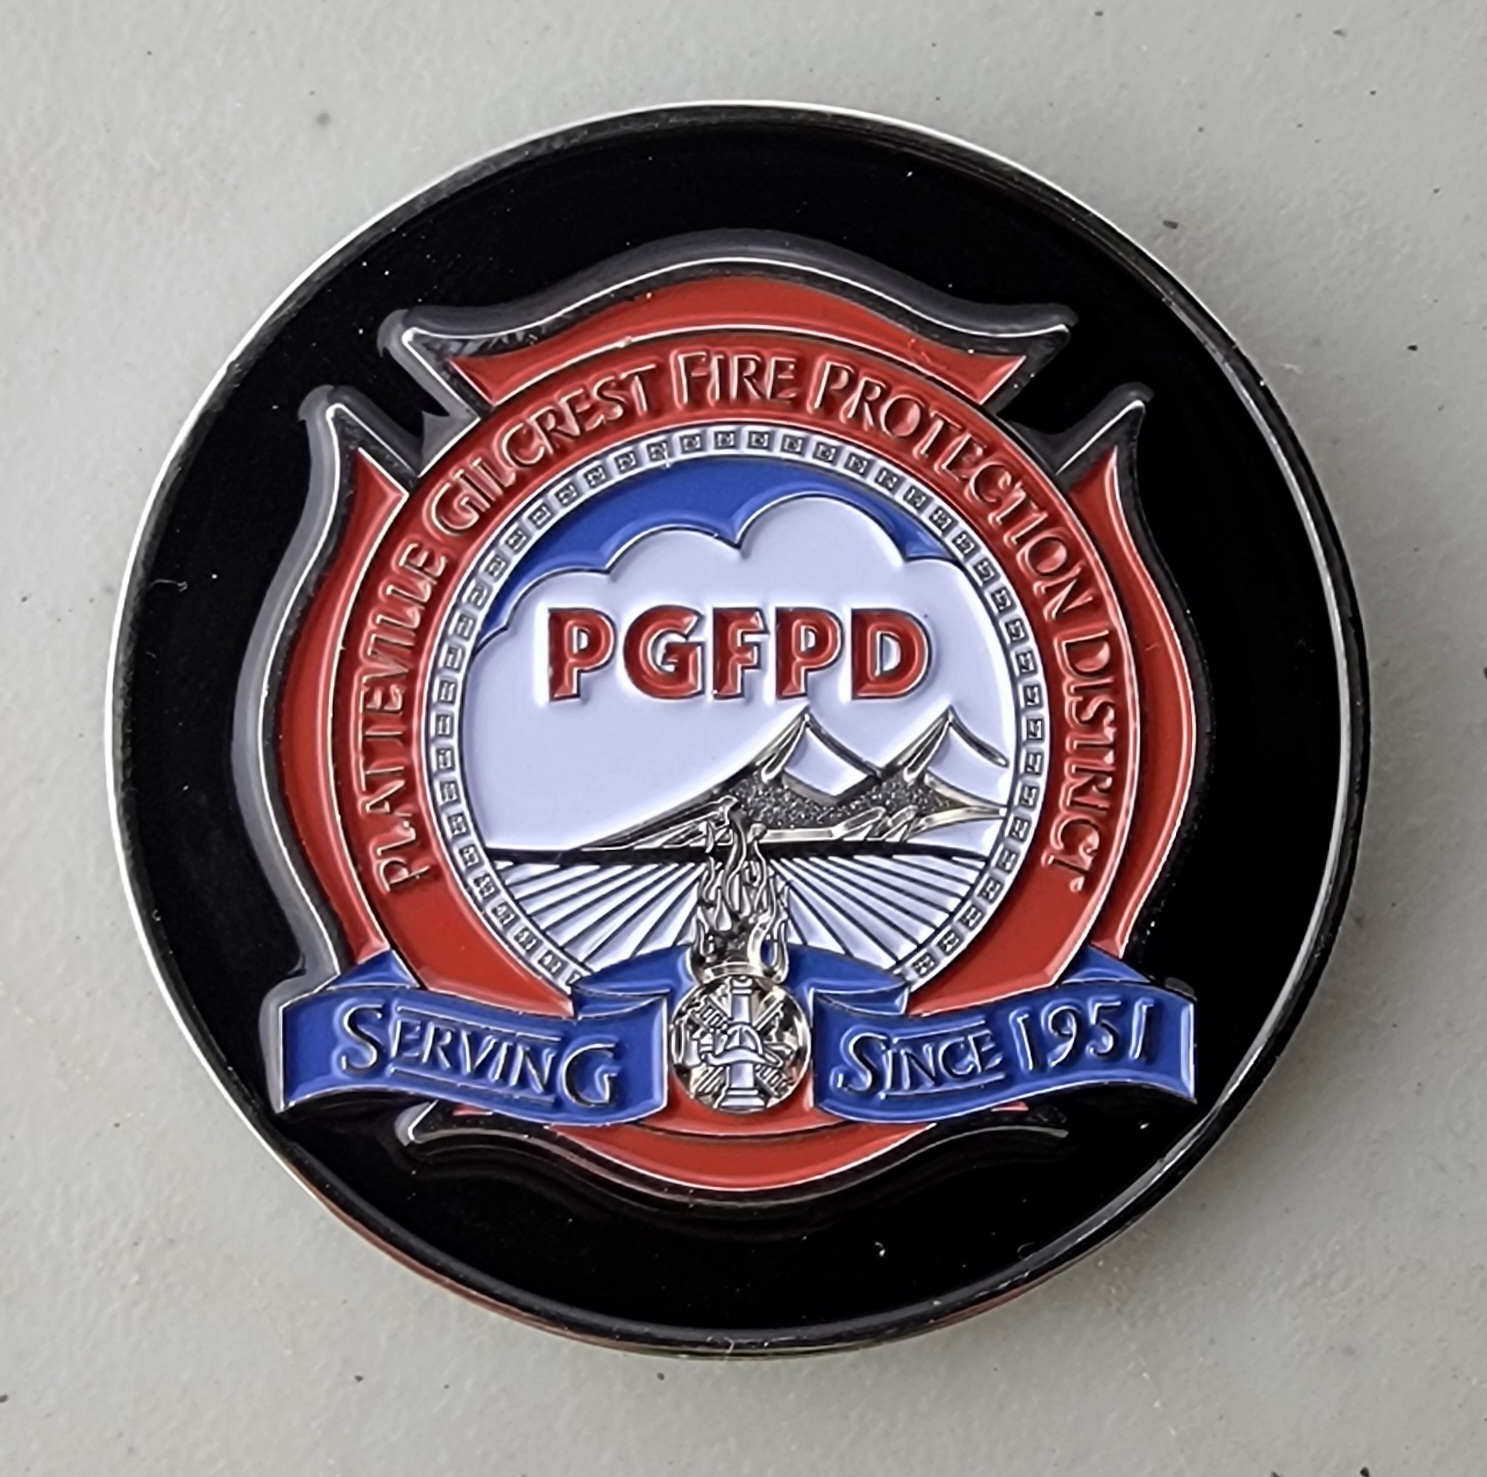 PLATTEVILLE GILCREST FIRE PROTECTION DISTRICT
PGFPD
SERVING SINCE 1951